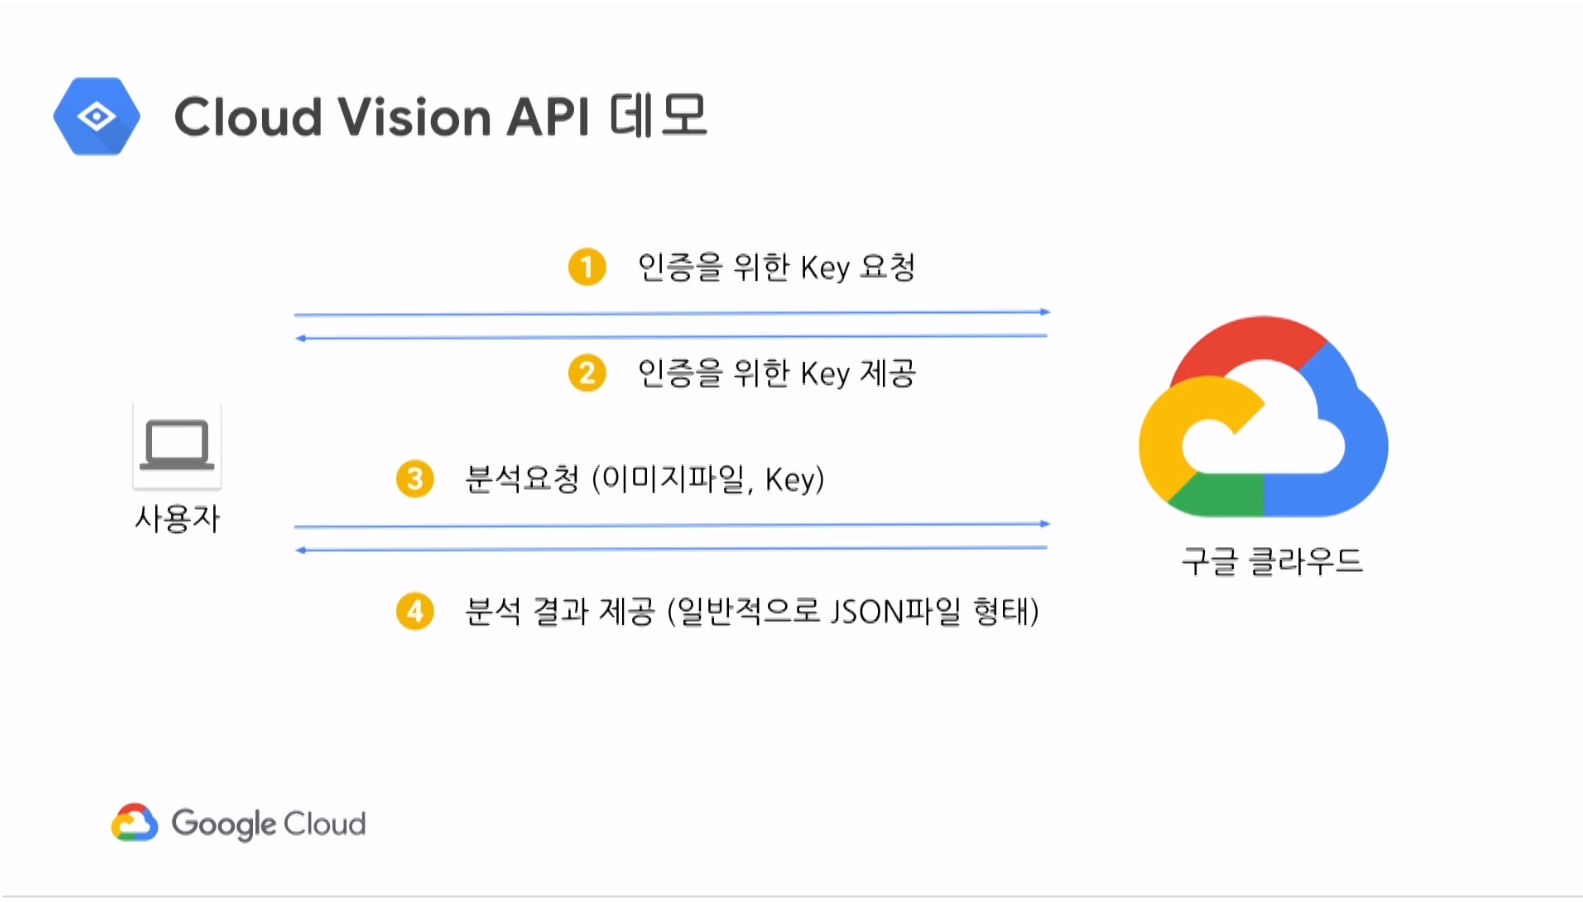 Cloud Vision API 데모
1 인증을 위한 Key 요청
2 인증을 위한 Key 제공
3 분석요청 (이미지파일, Key)
사용자
구글 클라우드
4 분석 결과 제공 (일반적으로 JSON파일 형태)
Google Cloud